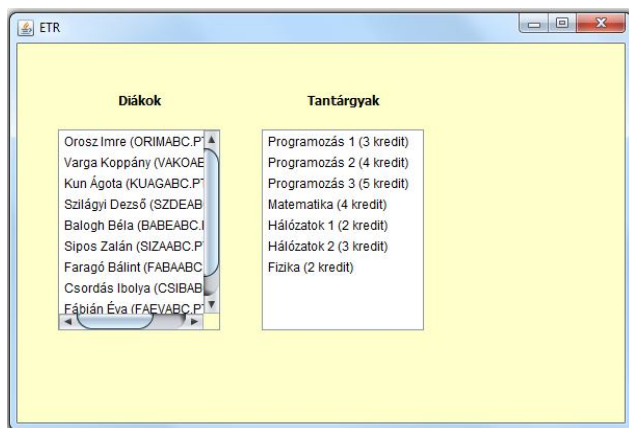 ETR
Diákok
Orosz Imre (ORIMABC.P
Varga Koppány (VAKOAB
Kun Ágota (KUAGABC.PT
Szilágyi Dezső (SZDEAB
Balogh Béla (BABEABC.
Sipos Zalán (SIZAABC.P
Faragó Bálint (FABAABC
Csordás Ibolya (CSIBAB
Fábián Éva (FAEVABC.P
Tantárgyak
Programozás 1 (3 kredit)
Programozás 2 (4 kredit)
Programozás 3 (5 kredit)
Matematika (4 kredit)
Hálózatok 1 (2 kredit)
Hálózatok 2 (3 kredit)
Fizika (2 kredit)